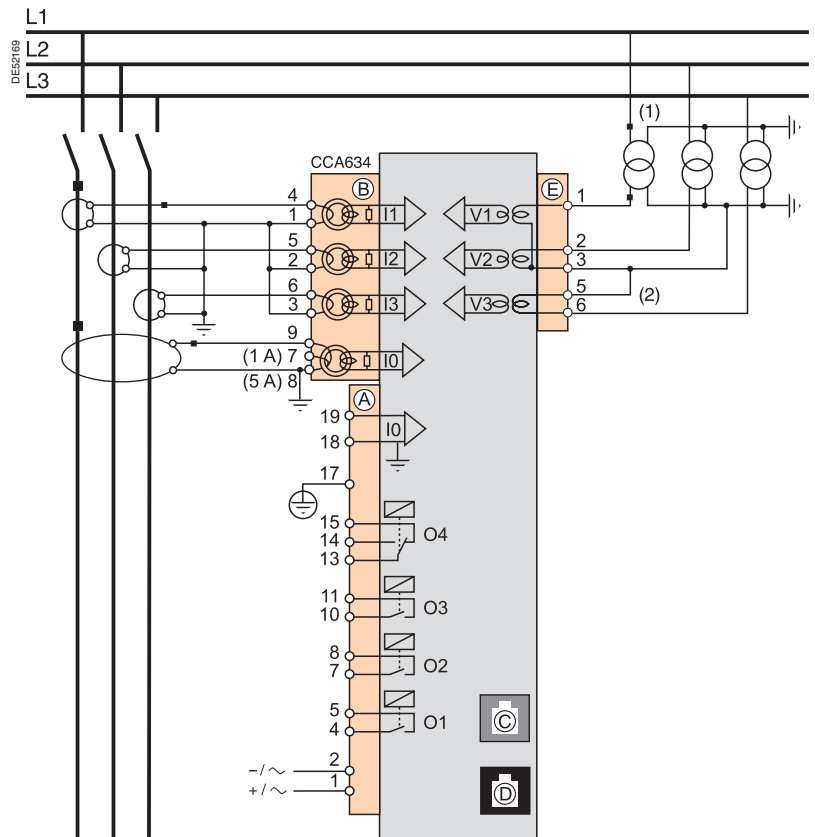 L1
L2
L3
DE52169
(1)
CCA634
B
E
4
1
I1
V1
1
5
2
I2
V2
2
3
6
3
I3
V3
5
6
(2)
9
(1 A) 7
(5 A) 8
I0
A
19
18
I0
17
15
14
13
O4
11
10
O3
8
7
O2
5
4
O1
C
-/~ 2
+/~ 1
D